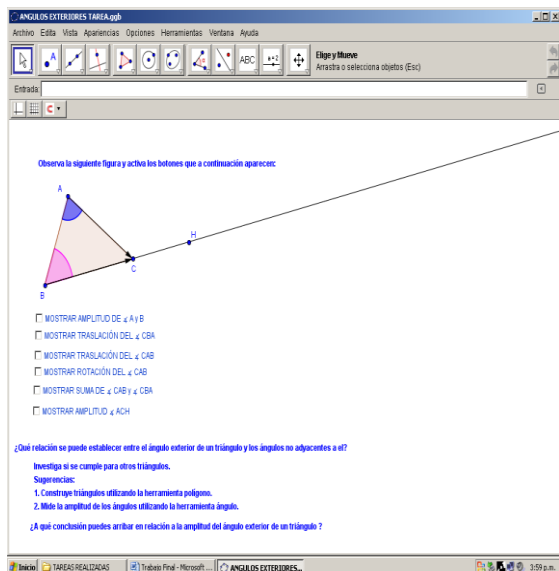 ANGULOS EXTERIORES TAREA.ggb
Archivo Edita Vista Apariencias Opciones Herramientas Ventana Ayuda
A
ABC
a=2
Elige y Mueve
Arrastra o selecciona objetos (Esc)
Entrada:
Observa la siguiente figura y activa los botones que a continuación aparecen:
A
H
C
B
MOSTRAR AMPLITUD DE ∡ A y B
MOSTRAR TRASLACIÓN DEL ∡ CBA
MOSTRAR TRASLACIÓN DEL ∡ CAB
MOSTRAR ROTACIÓN DEL ∡ CAB
MOSTRAR SUMA DE ∡ CAB y ∡ CBA
MOSTRAR AMPLITUD ∡ ACH
¿Qué relación se puede establecer entre el ángulo exterior de un triángulo y los ángulos no adyacentes a el?
Investiga si se cumple para otros triángulos.
Sugerencias:
1. Construye triángulos utilizando la herramienta polígono.
2. Mide la amplitud de los ángulos utilizando la herramienta ángulo.
¿A qué conclusión puedes arribar en relación a la amplitud del ángulo exterior de un triángulo ?
Inicio TAREAS REALIZADAS Trabajo Final - Microsoft ... ANGULOS EXTERIORES... 3:59 p.m.